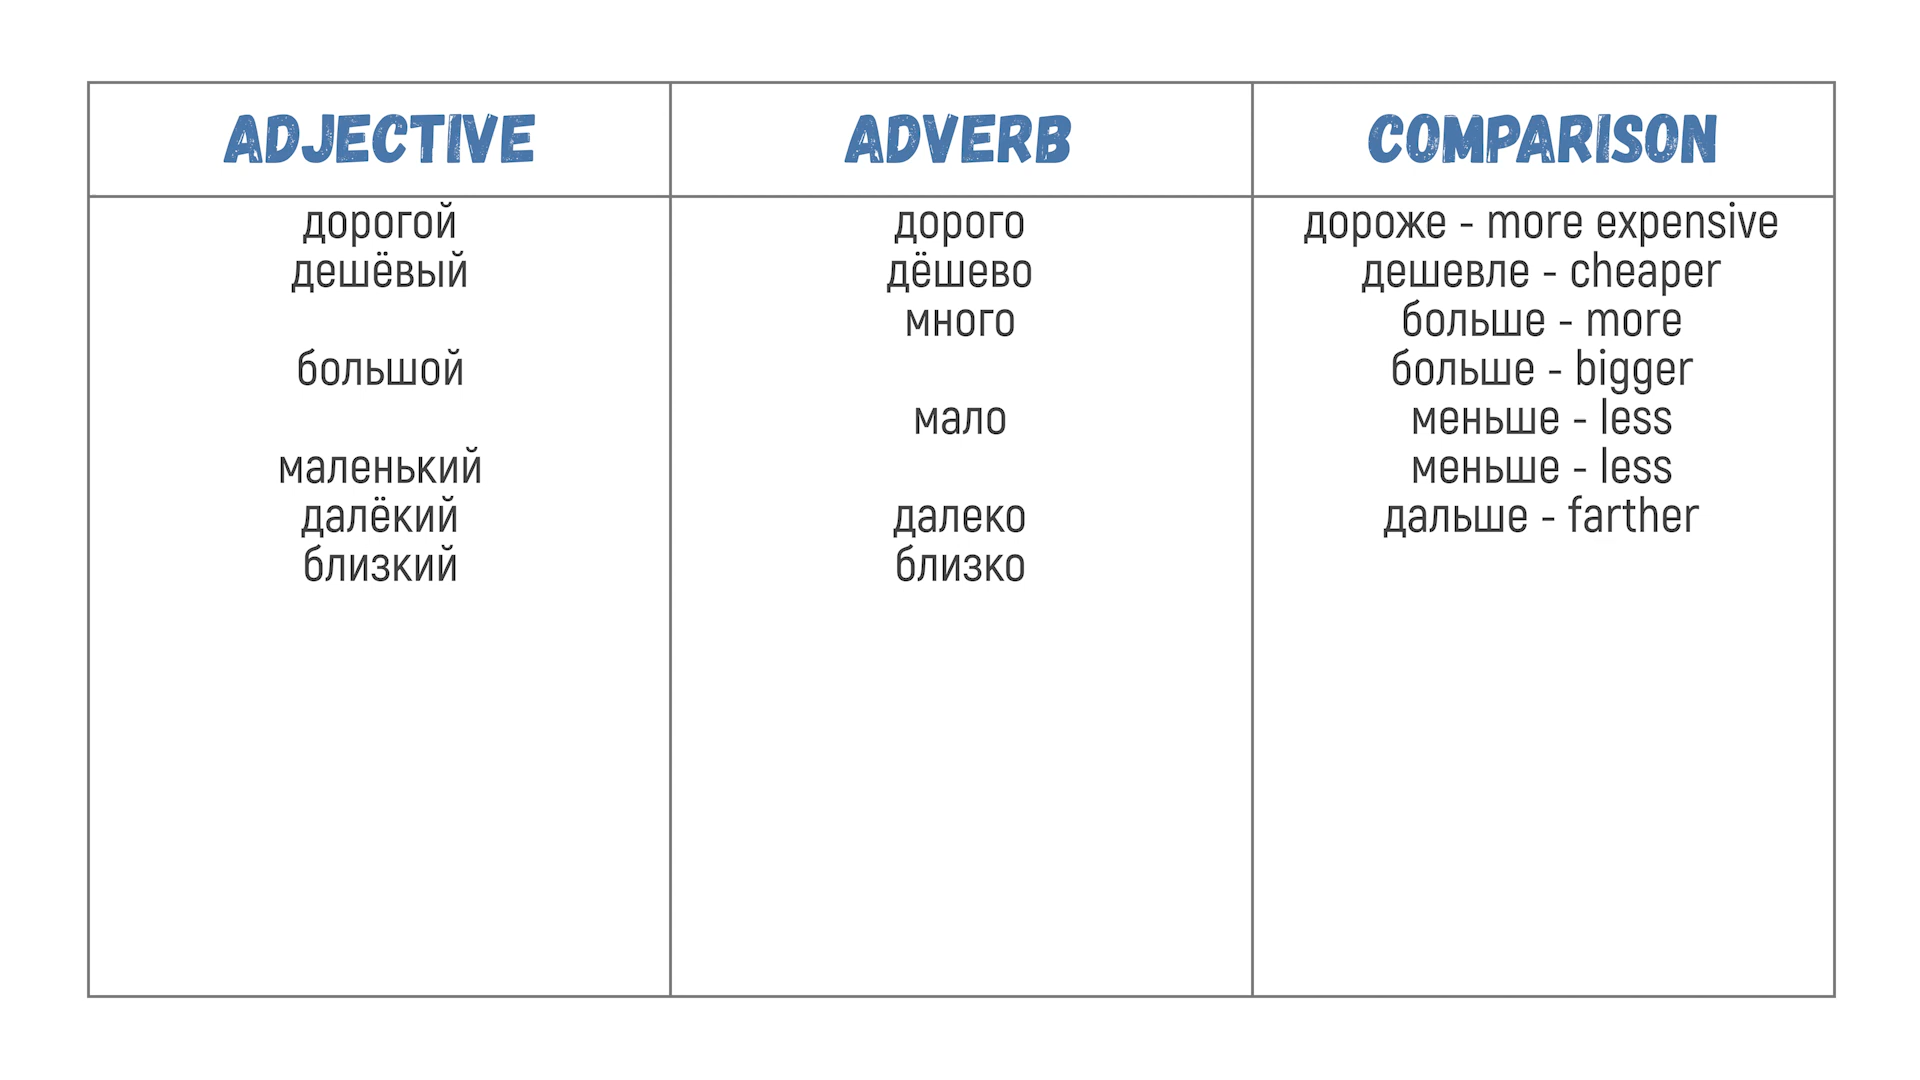 ADJECTIVE ADVERB COMPARISON
дорогой дорого дороже - more expensive
дешёвый дёшево дешевле - cheaper
много больше - more
большой больше - bigger
мало меньше - less
маленький меньше - less
далёкий далеко дальше - farther
близкий близко